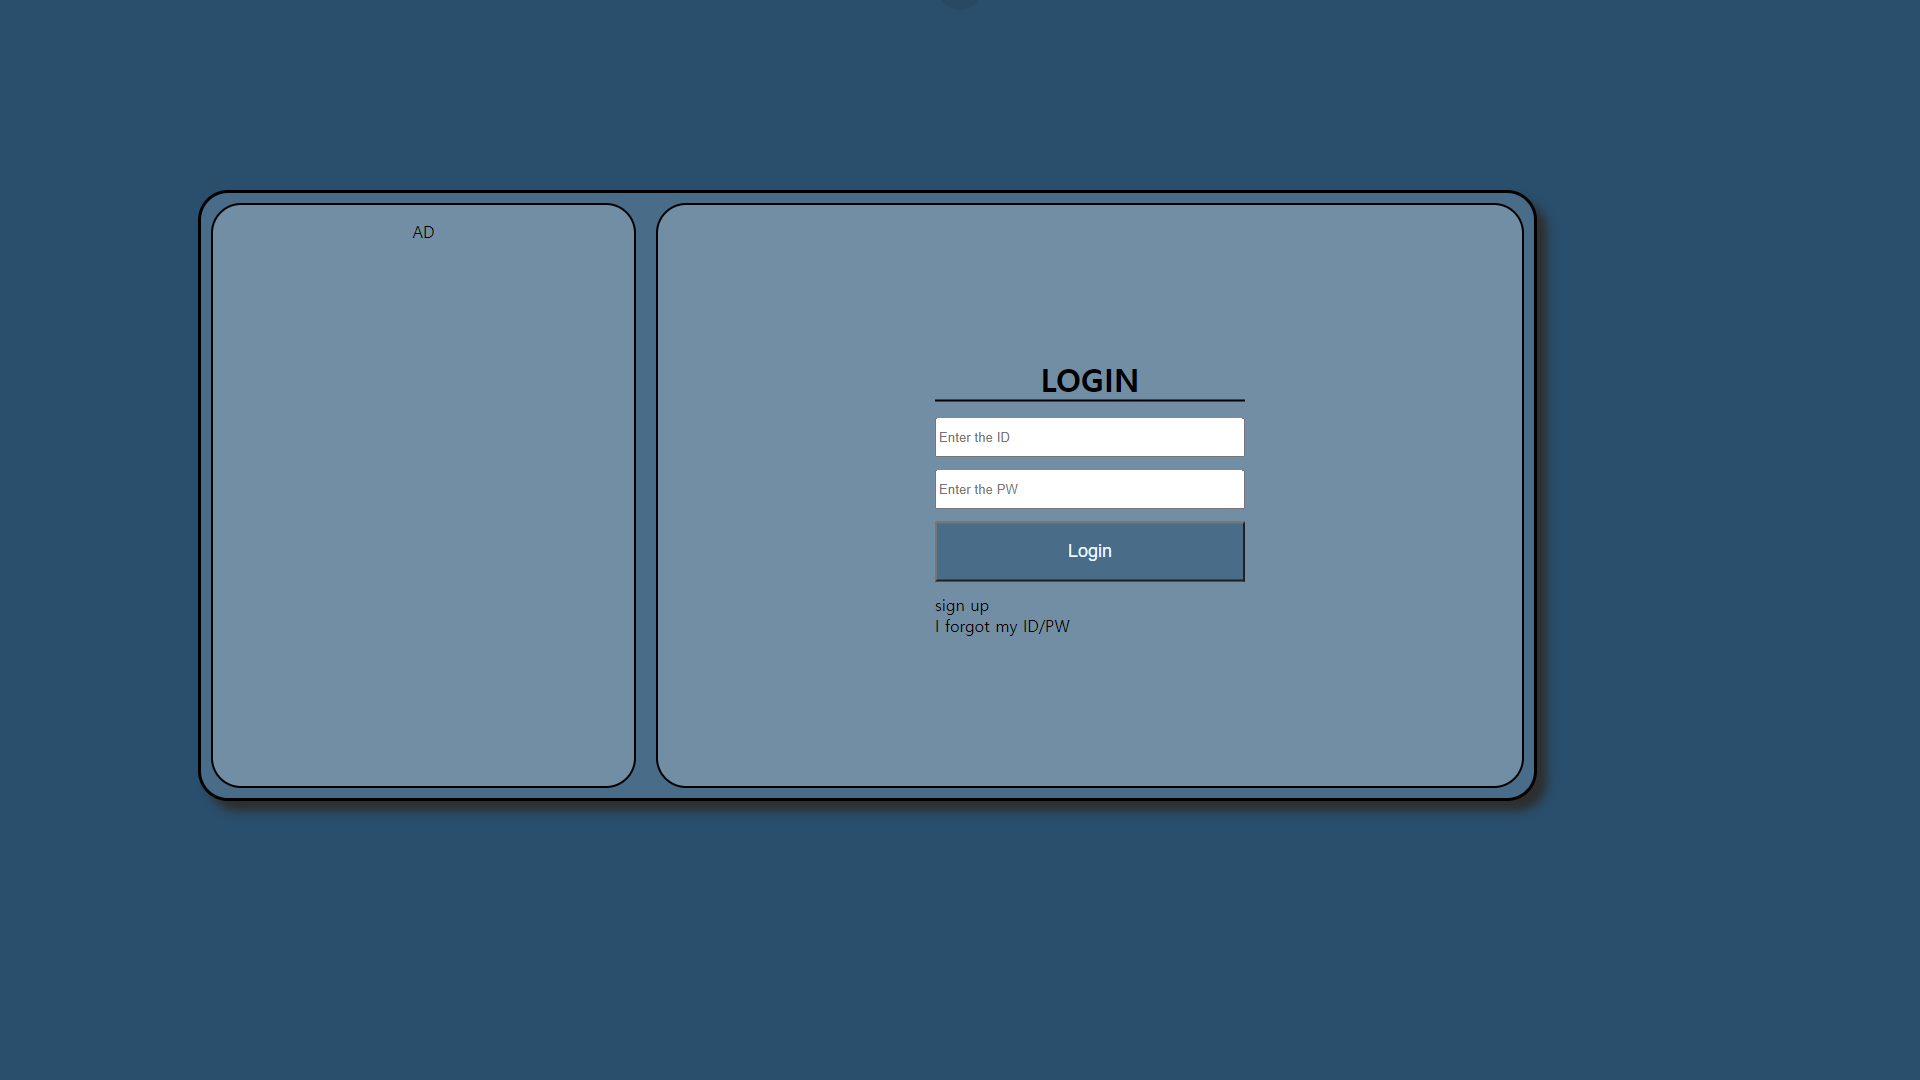 AD
LOGIN
Enter the ID
Enter the PW
Login
sign up
I forgot my ID/PW